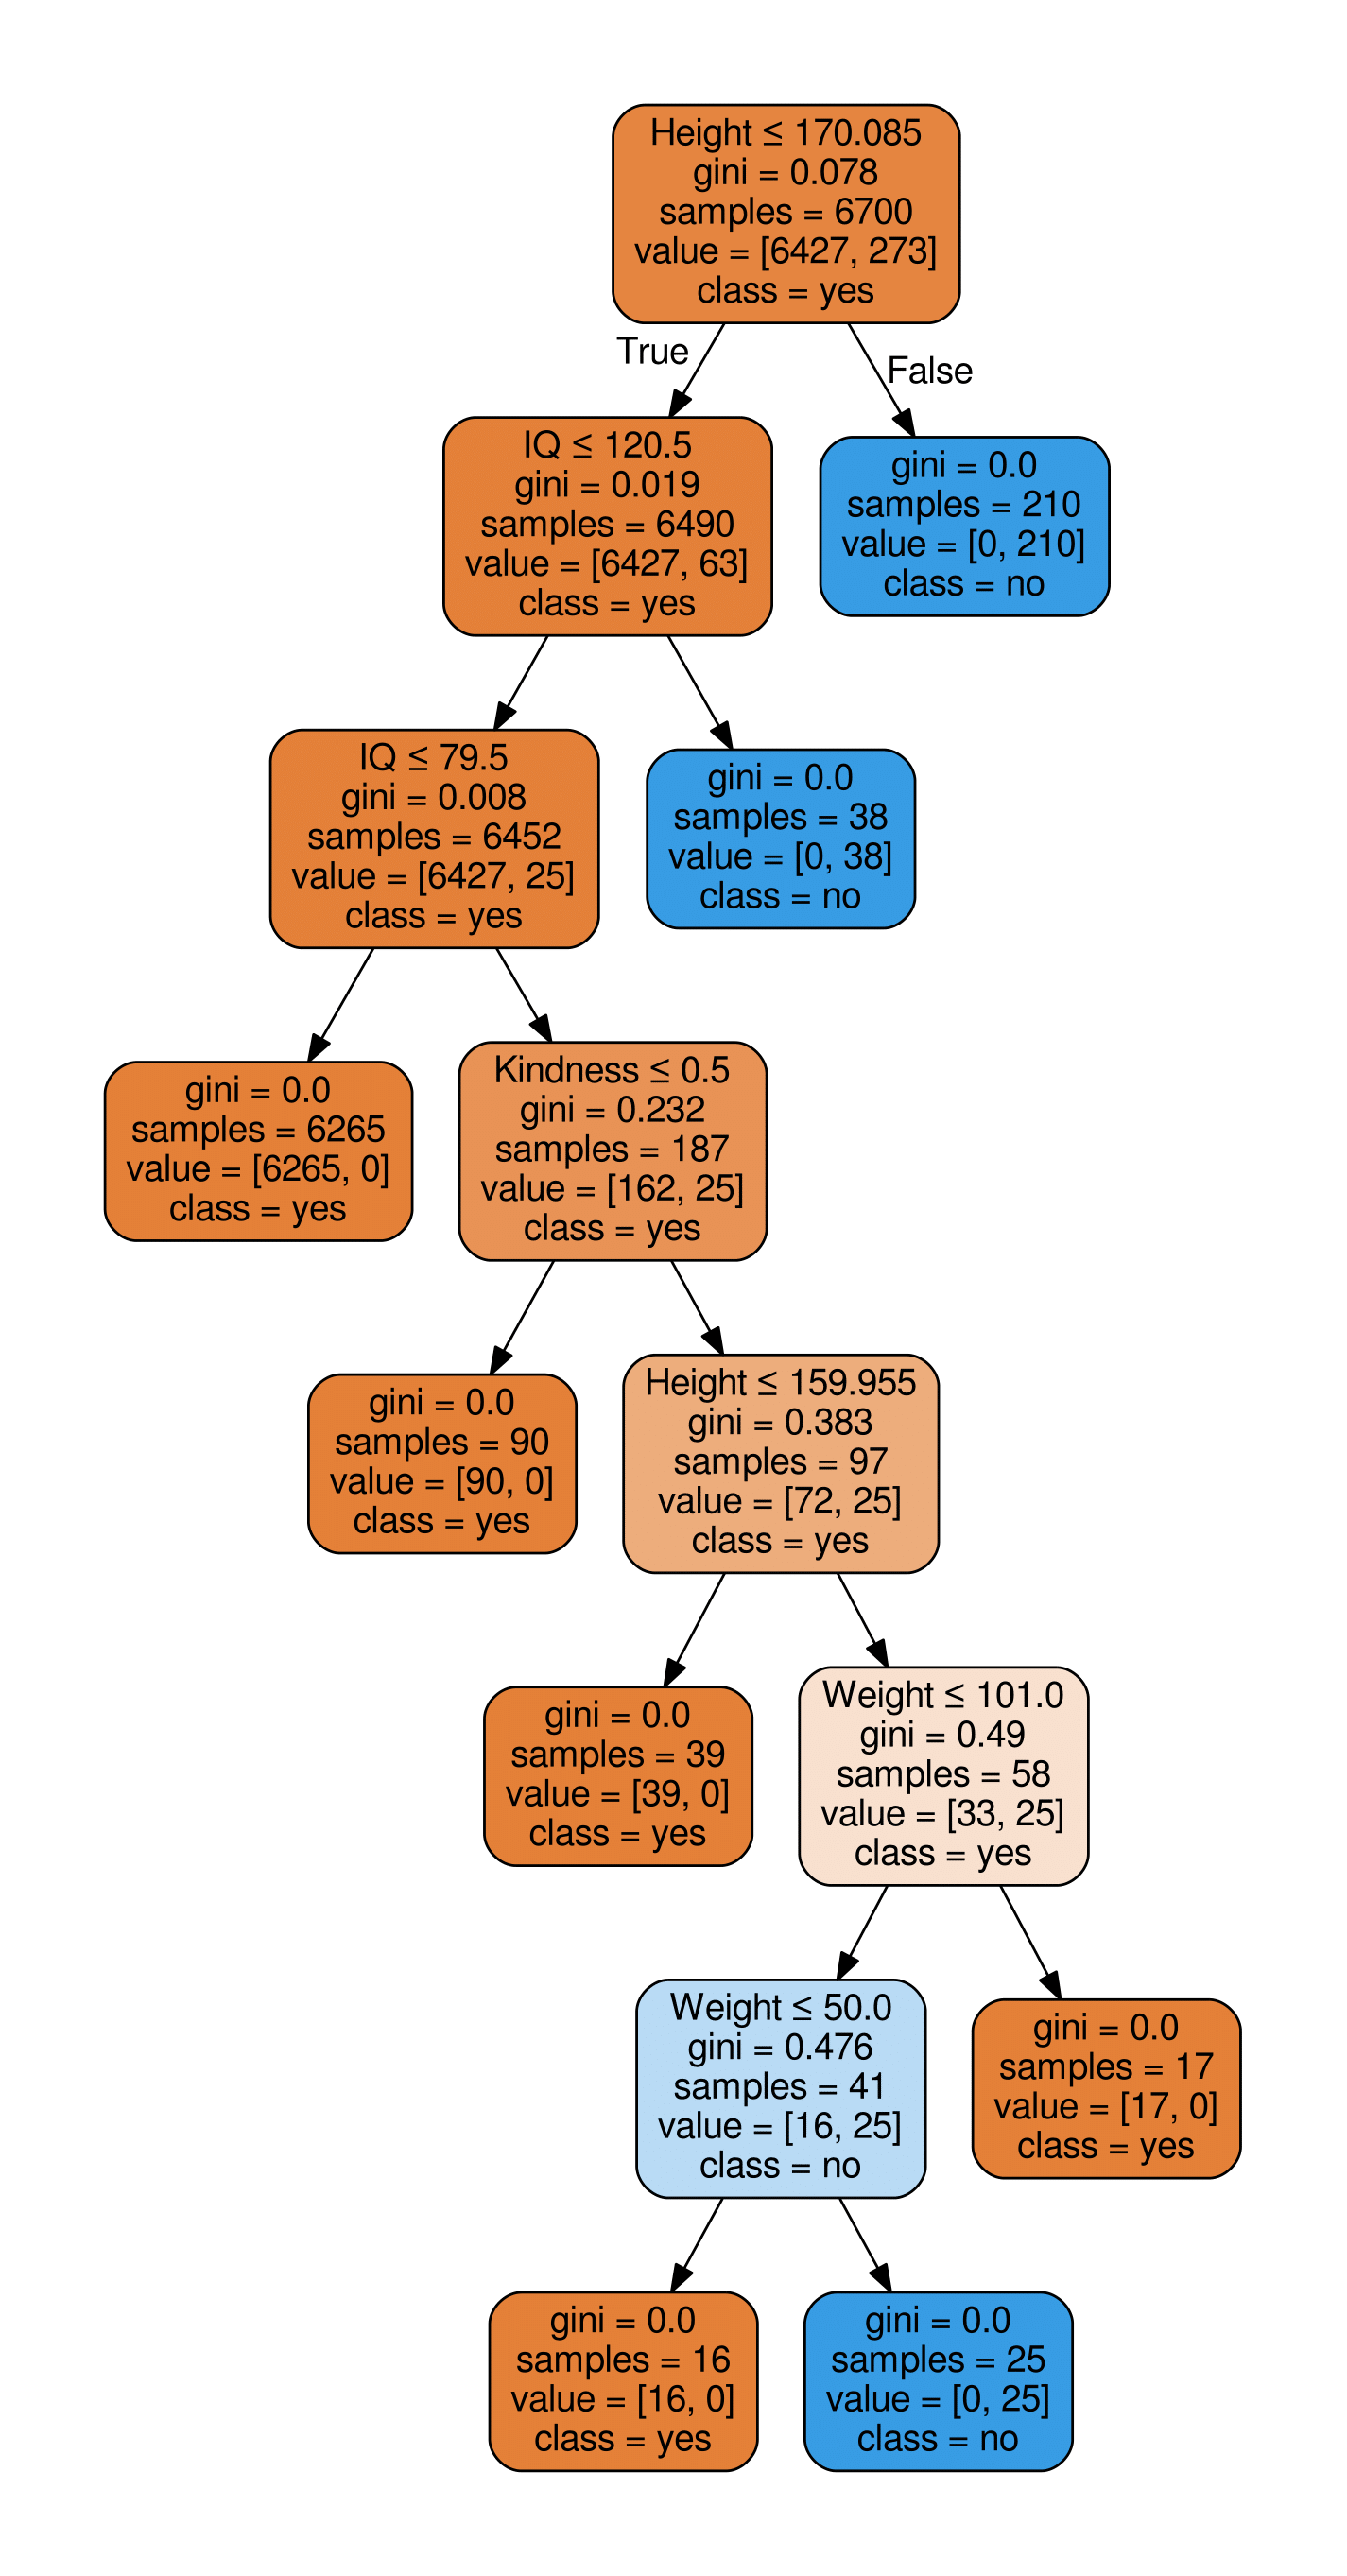 Height ≤ 170.085
gini = 0.078
samples = 6700
value = [6427, 273]
class = yes
True
False
IQ ≤ 120.5
gini = 0.019
samples = 6490
value = [6427, 63]
class = yes
gini = 0.0
samples = 210
value = [0, 210]
class = no
IQ ≤ 79.5
gini = 0.008
samples = 6452
value = [6427, 25]
class = yes
gini = 0.0
samples = 38
value = [0, 38]
class = no
gini = 0.0
samples = 6265
value = [6265, 0]
class = yes
Kindness ≤ 0.5
gini = 0.232
samples = 187
value = [162, 25]
class = yes
gini = 0.0
samples = 90
value = [90, 0]
class = yes
Height ≤ 159.955
gini = 0.383
samples = 97
value = [72, 25]
class = yes
gini = 0.0
samples = 39
value = [39, 0]
class = yes
Weight ≤ 101.0
gini = 0.49
samples = 58
value = [33, 25]
class = yes
Weight ≤ 50.0
gini = 0.476
samples = 41
value = [16, 25]
class = no
gini = 0.0
samples = 17
value = [17, 0]
class = yes
gini = 0.0
samples = 16
value = [16, 0]
class = yes
gini = 0.0
samples = 25
value = [0, 25]
class = no